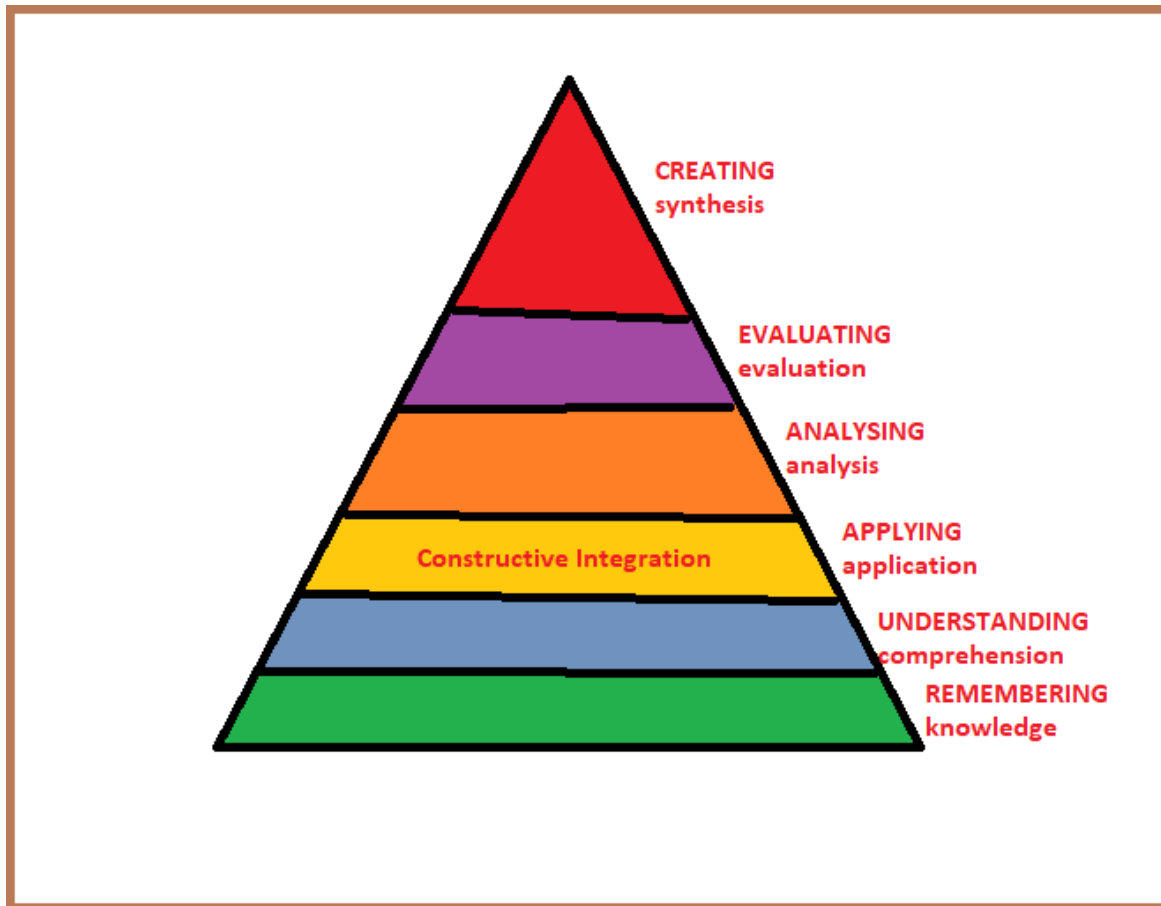 CREATING
synthesis
EVALUATING
evaluation
ANALYSING
analysis
Constructive Integration
APPLYING
application
UNDERSTANDING
comprehension
REMEMBERING
knowledge